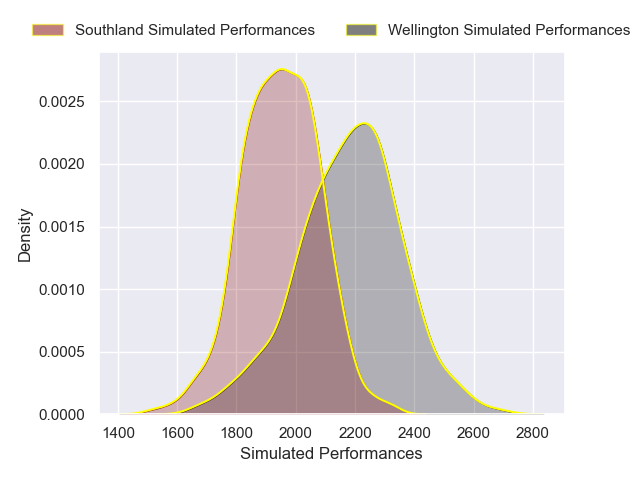 Southland Simulated Performances
Wellington Simulated Performances
Density
0.0025
0.0020
0.0015
0.0010
0.0005
0.0000
1400 1600 1800 2000 2200 2400 2600 2800
Simulated Performances